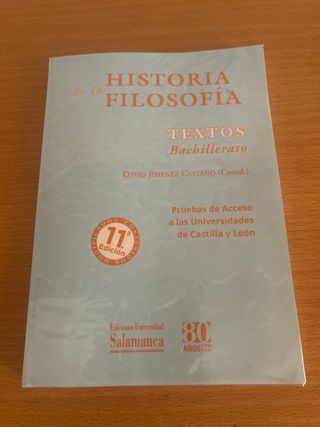 HISTORIA
de la
FILOSOFÍA
TEXTOS
Bachillerato
DAVID JIMÉNEZ CASTAÑO (COORD.)
Pruebas de Acceso
a las Universidades
de Castilla y León
11ª
Edición
Ediciones Universidad
Salamanca
80
AÑOS